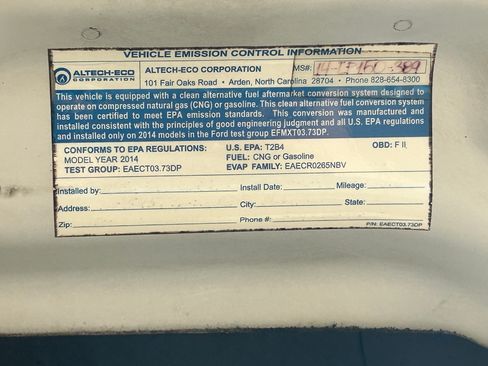 VEHICLE EMISSION CONTROL INFORMATION
ALTECH-ECO CORPORATION
ALTECH-ECO CORPORATION MS#:
101 Fair Oaks Road • Arden, North Carolina 28704 • Phone 828-654-8300
This vehicle is equipped with a clean alternative fuel aftermarket conversion system designed to
operate on compressed natural gas (CNG) or gasoline. This clean alternative fuel conversion system
has been certified to meet EPA emission standards. This conversion was manufactured and
installed consistent with the principles of good engineering judgment and all U.S. EPA regulations
and installed only on 2014 models in the Ford test group EFMXT03.73DP.
CONFORMS TO EPA REGULATIONS: U.S. EPA: T2B4 OBD: F II
MODEL YEAR 2014 FUEL: CNG or Gasoline
TEST GROUP: EAECT03.73DP EVAP FAMILY: EAECR0265NBV
Installed by: Install Date: Mileage:
Address: City: State:
Zip: Phone #:
P/N: EAECT03.73DP